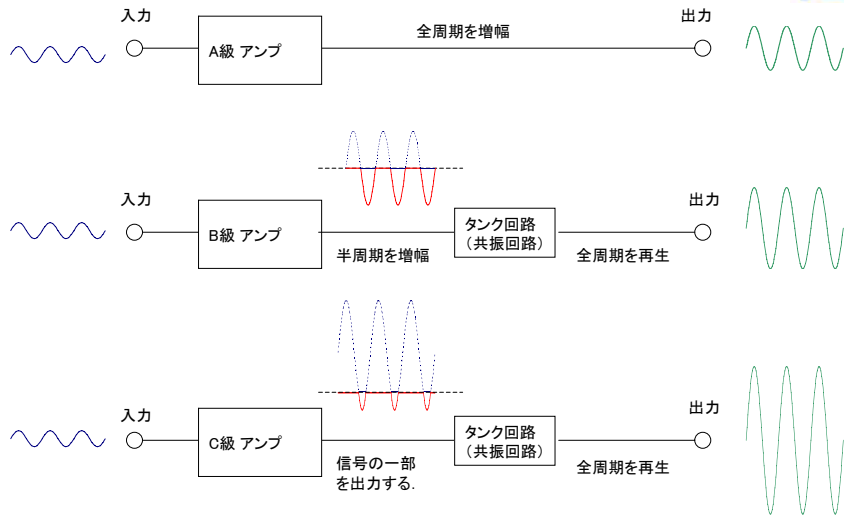 入力
A級 アンプ
全周期を増幅
出力
入力
B級 アンプ
半周期を増幅
タンク回路
（共振回路）
全周期を再生
出力
入力
C級 アンプ
信号の一部
を出力する.
タンク回路
（共振回路）
全周期を再生
出力